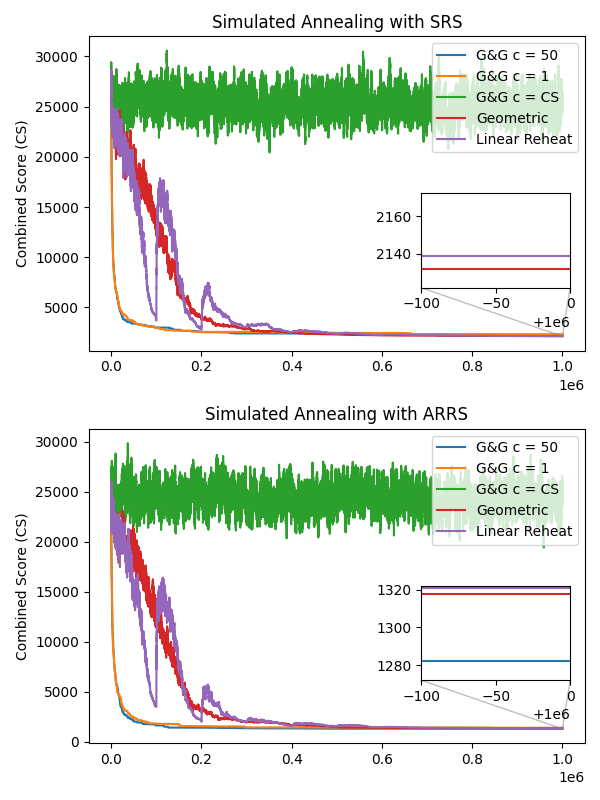 Simulated Annealing with SRS
Combined Score (CS)
30000
25000
20000
15000
10000
5000
G&G c = 50
G&G c = 1
G&G c = CS
Geometric
Linear Reheat
2160
2140
−100
−50
0
+1e6
0.0
0.2
0.4
0.6
0.8
1.0
1e6
Simulated Annealing with ARRS
Combined Score (CS)
30000
25000
20000
15000
10000
5000
0
G&G c = 50
G&G c = 1
G&G c = CS
Geometric
Linear Reheat
1320
1300
1280
−100
−50
0
+1e6
0.0
0.2
0.4
0.6
0.8
1.0
1e6